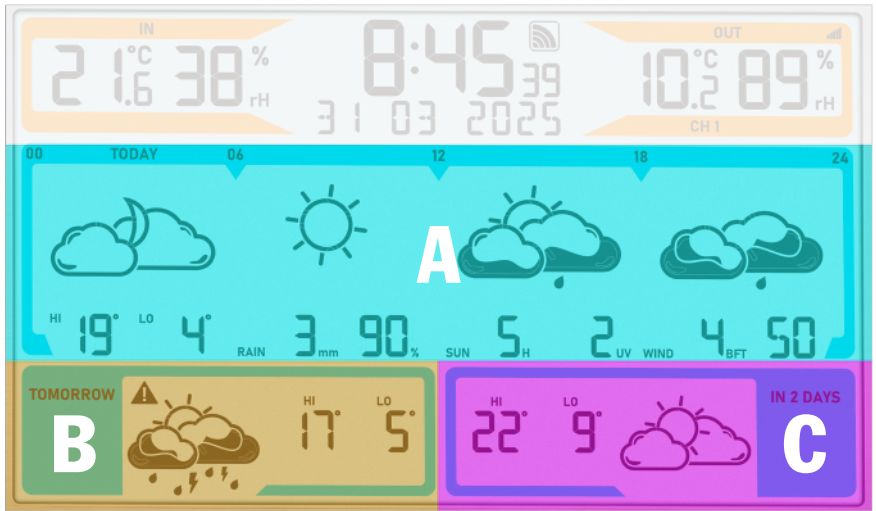 IN
21.6 °C 38 % rH
8:45 39
31 03 2025
OUT
10.2 °C 89 % rH
CH 1
00 TODAY 06 12 18 24
A
HI 19° LO 4° RAIN 3 mm 90 % SUN 5 H 2 UV WIND 4 BFT 50
TOMORROW
B
HI 17° LO 5°
HI 22° LO 9°
IN 2 DAYS
C